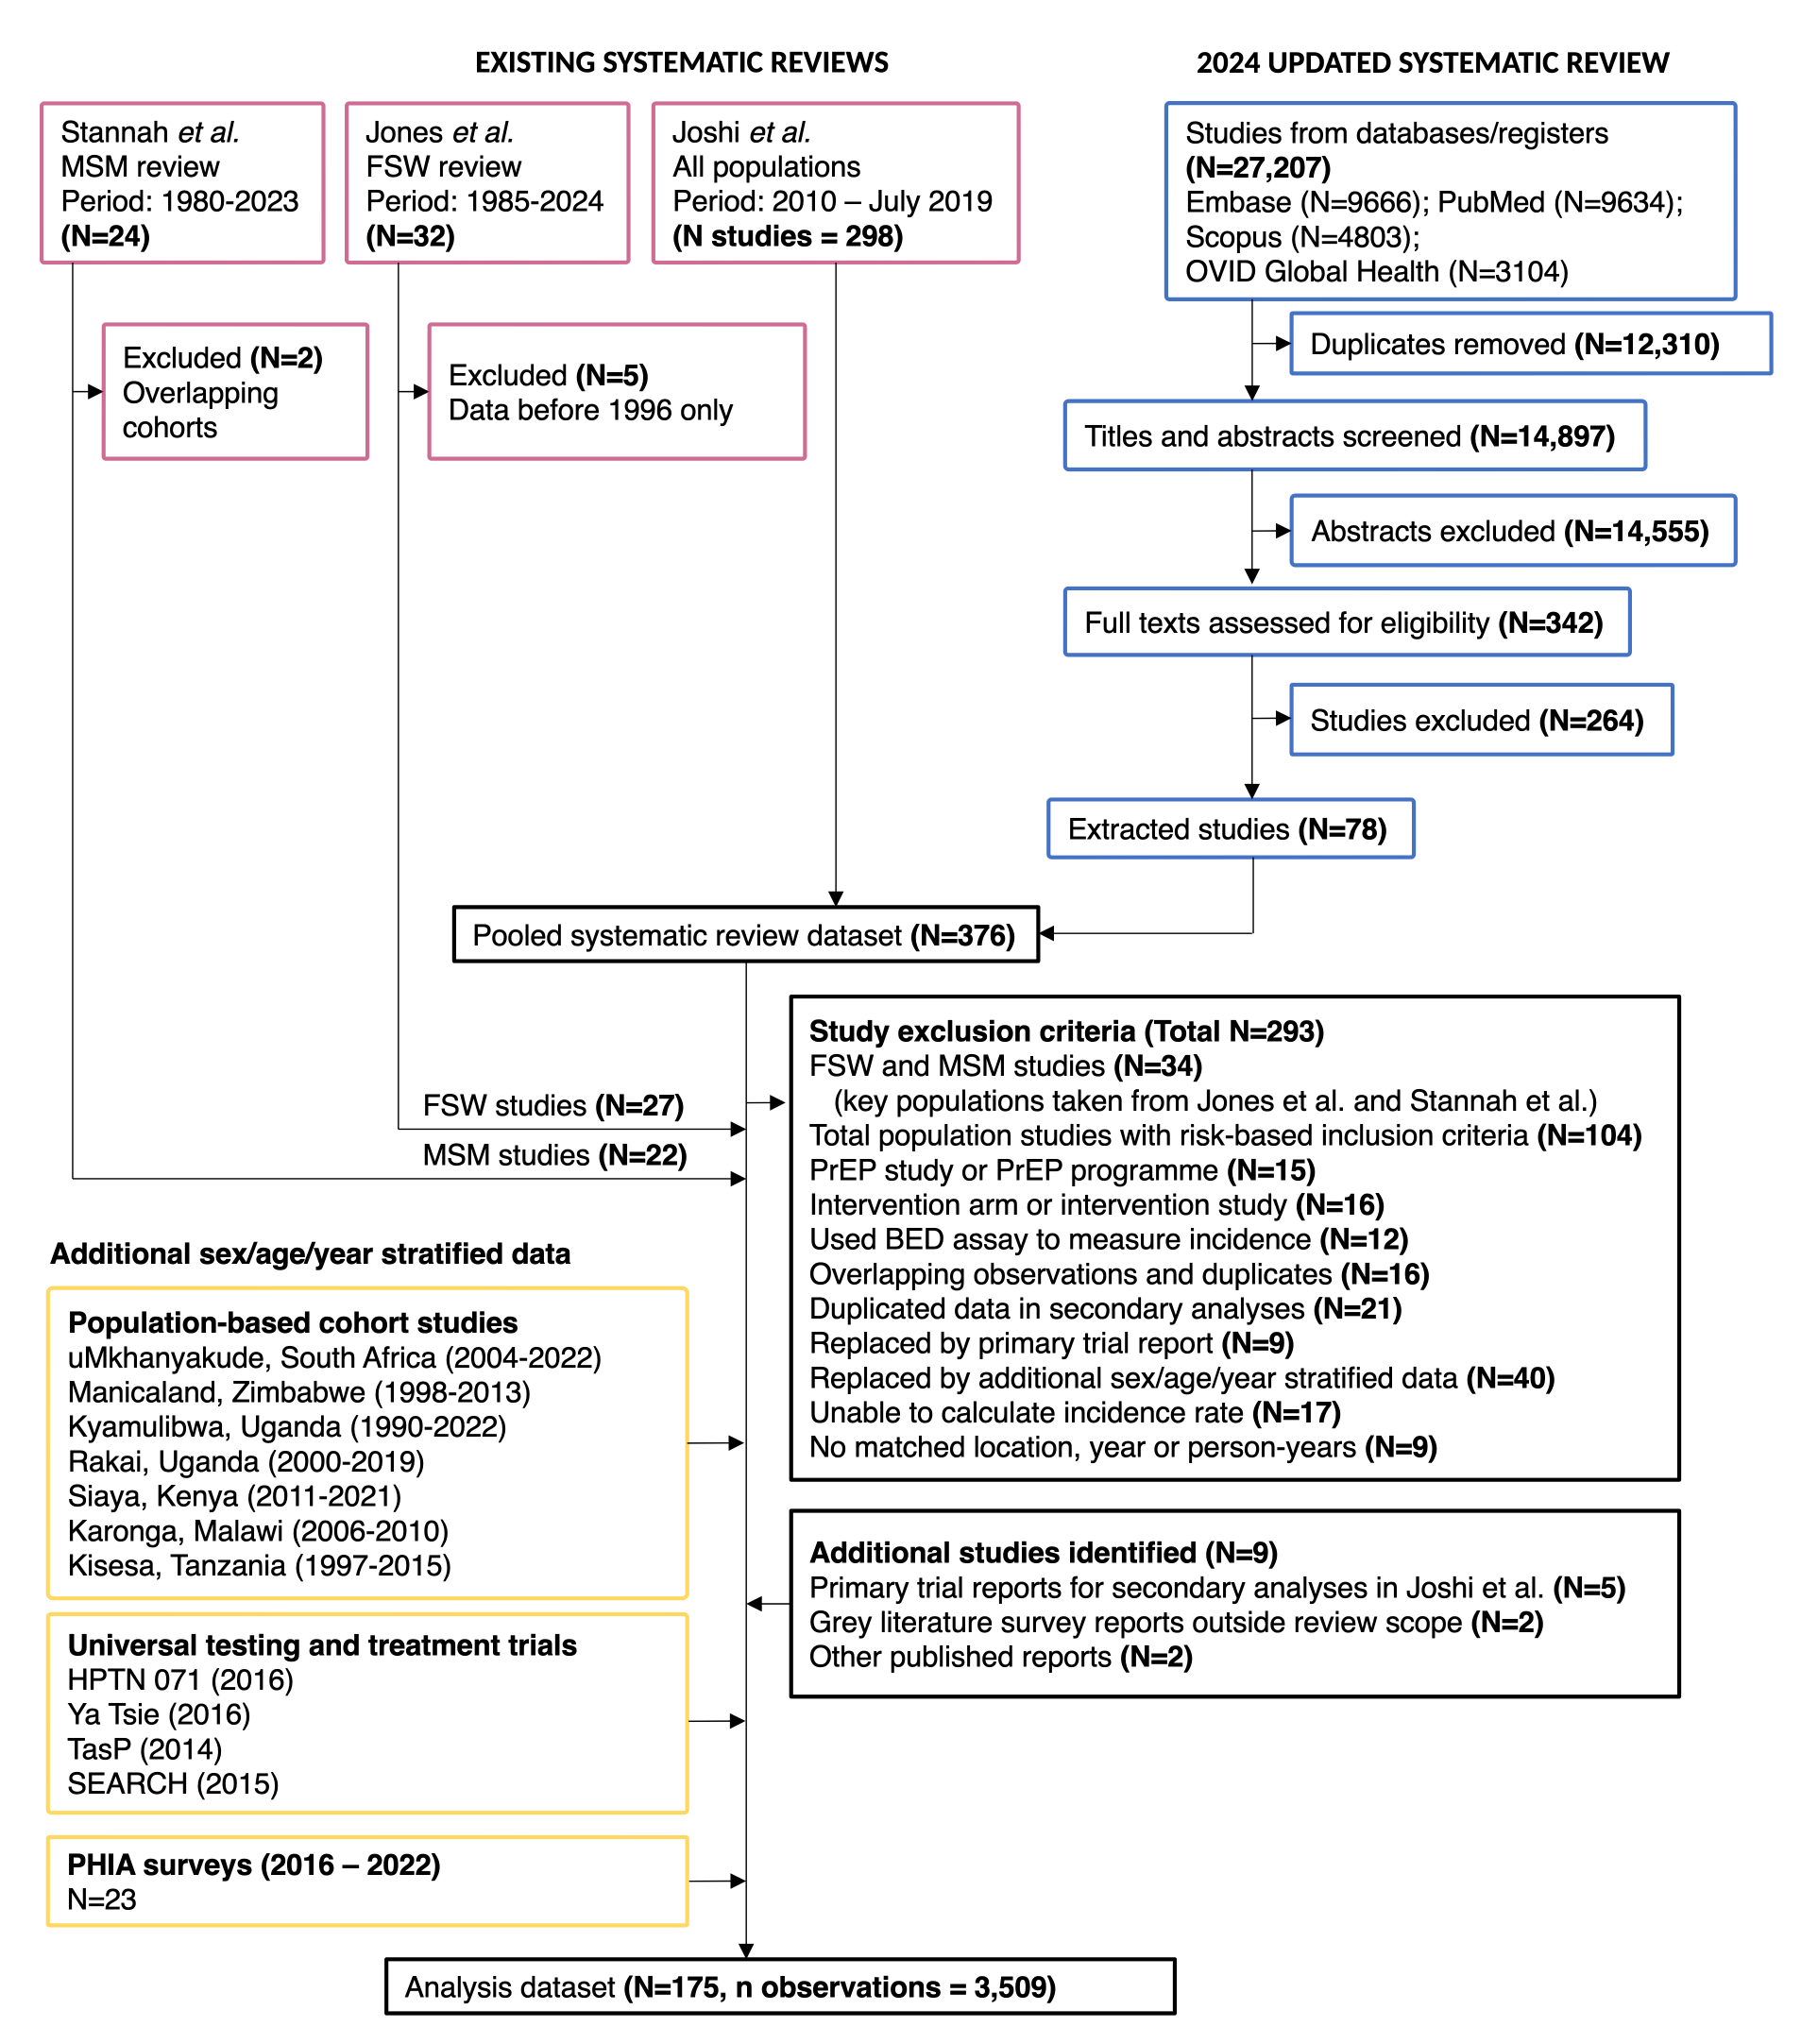 EXISTING SYSTEMATIC REVIEWS
2024 UPDATED SYSTEMATIC REVIEW
Stannah et al.
MSM review
Period: 1980-2023
(N=24)
Jones et al.
FSW review
Period: 1985-2024
(N=32)
Joshi et al.
All populations
Period: 2010 – July 2019
(N studies = 298)
Studies from databases/registers
(N=27,207)
Embase (N=9666); PubMed (N=9634);
Scopus (N=4803);
OVID Global Health (N=3104)
Excluded (N=2)
Overlapping
cohorts
Excluded (N=5)
Data before 1996 only
Duplicates removed (N=12,310)
Titles and abstracts screened (N=14,897)
Abstracts excluded (N=14,555)
Full texts assessed for eligibility (N=342)
Studies excluded (N=264)
Extracted studies (N=78)
Pooled systematic review dataset (N=376)
Study exclusion criteria (Total N=293)
FSW and MSM studies (N=34)
(key populations taken from Jones et al. and Stannah et al.)
Total population studies with risk-based inclusion criteria (N=104)
PrEP study or PrEP programme (N=15)
Intervention arm or intervention study (N=16)
Used BED assay to measure incidence (N=12)
Overlapping observations and duplicates (N=16)
Duplicated data in secondary analyses (N=21)
Replaced by primary trial report (N=9)
Replaced by additional sex/age/year stratified data (N=40)
Unable to calculate incidence rate (N=17)
No matched location, year or person-years (N=9)
FSW studies (N=27)
MSM studies (N=22)
Additional sex/age/year stratified data
Population-based cohort studies
uMkhanyakude, South Africa (2004-2022)
Manicaland, Zimbabwe (1998-2013)
Kyamulibwa, Uganda (1990-2022)
Rakai, Uganda (2000-2019)
Siaya, Kenya (2011-2021)
Karonga, Malawi (2006-2010)
Kisesa, Tanzania (1997-2015)
Additional studies identified (N=9)
Primary trial reports for secondary analyses in Joshi et al. (N=5)
Grey literature survey reports outside review scope (N=2)
Other published reports (N=2)
Universal testing and treatment trials
HPTN 071 (2016)
Ya Tsie (2016)
TasP (2014)
SEARCH (2015)
PHIA surveys (2016 – 2022)
N=23
Analysis dataset (N=175, n observations = 3,509)